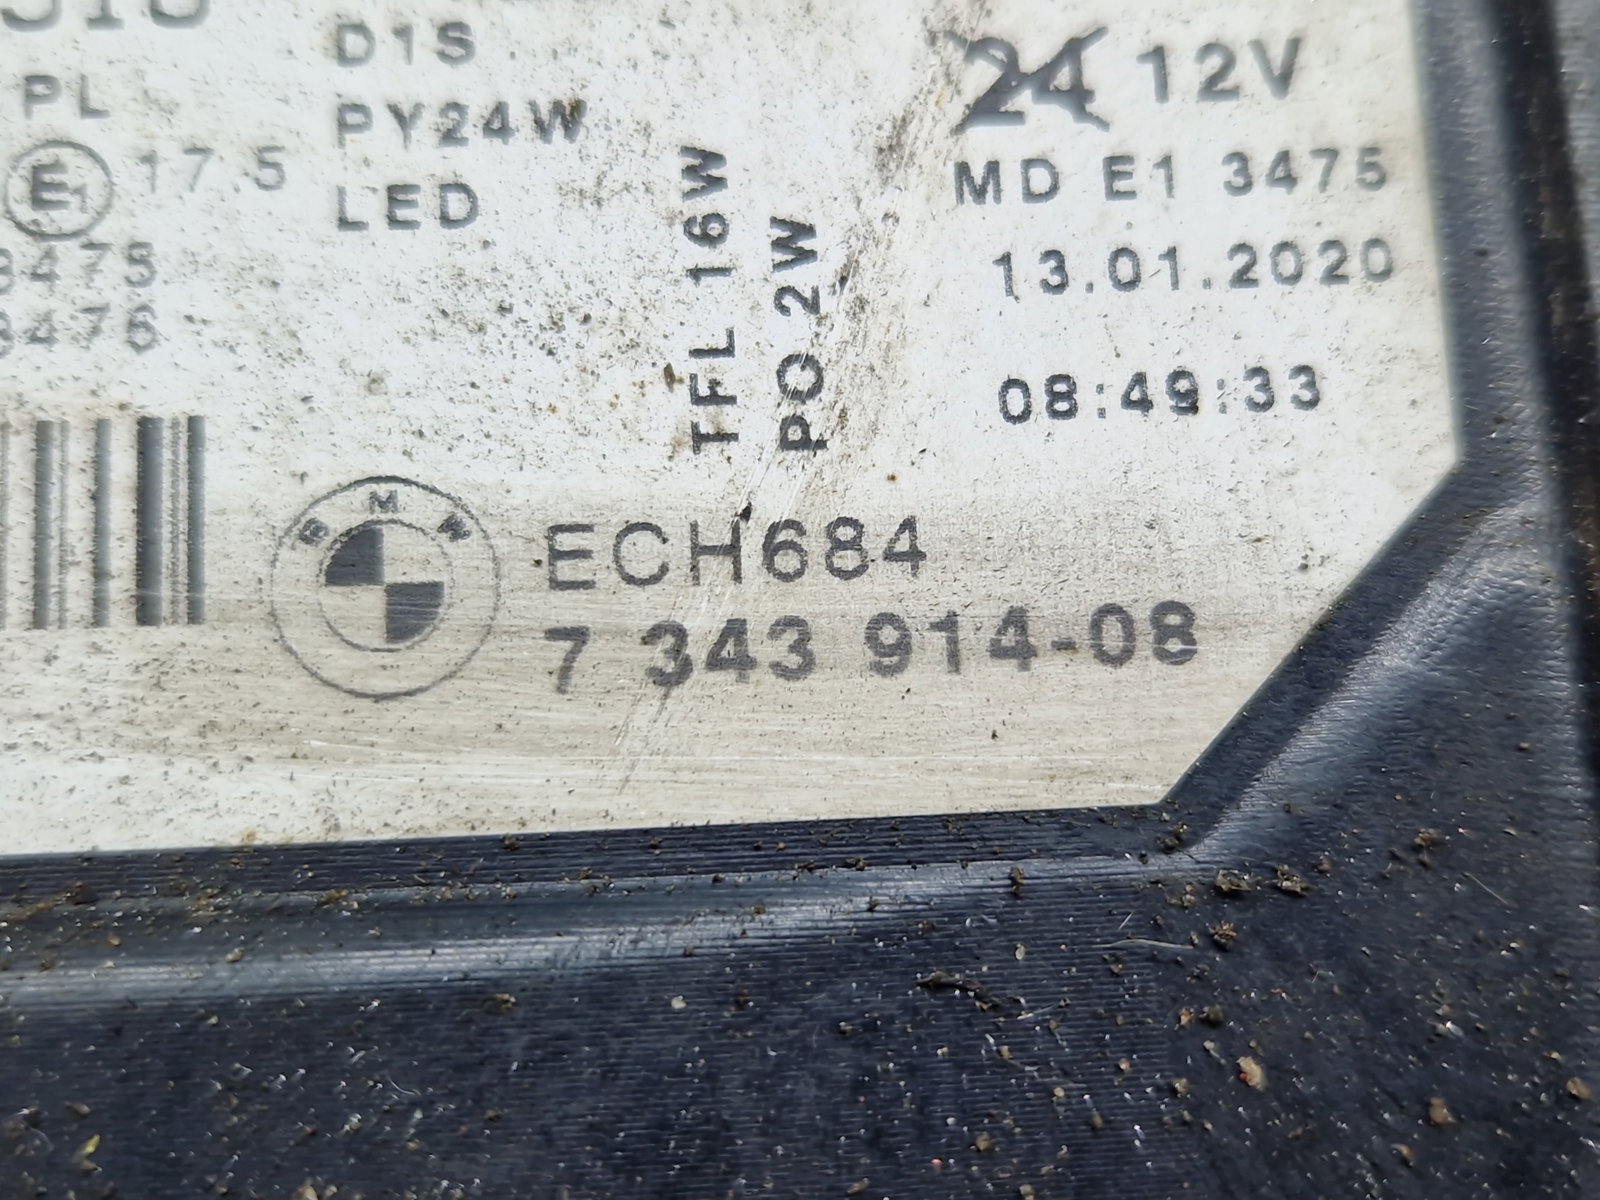 D1S
PL
PY24W
E1 17.5
LED
3475
3476
TFL 16W
PO 2W
24 12V
MD E1 3475
13.01.2020
08:49:33
BMW
ECH684
7 343 914-08